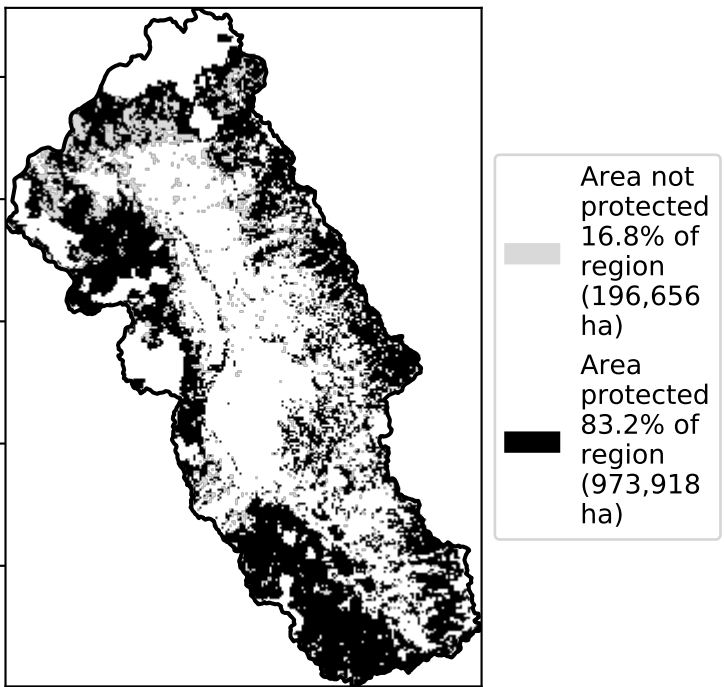 Area not
protected
16.8% of
region
(196,656
ha)
Area
protected
83.2% of
region
(973,918
ha)